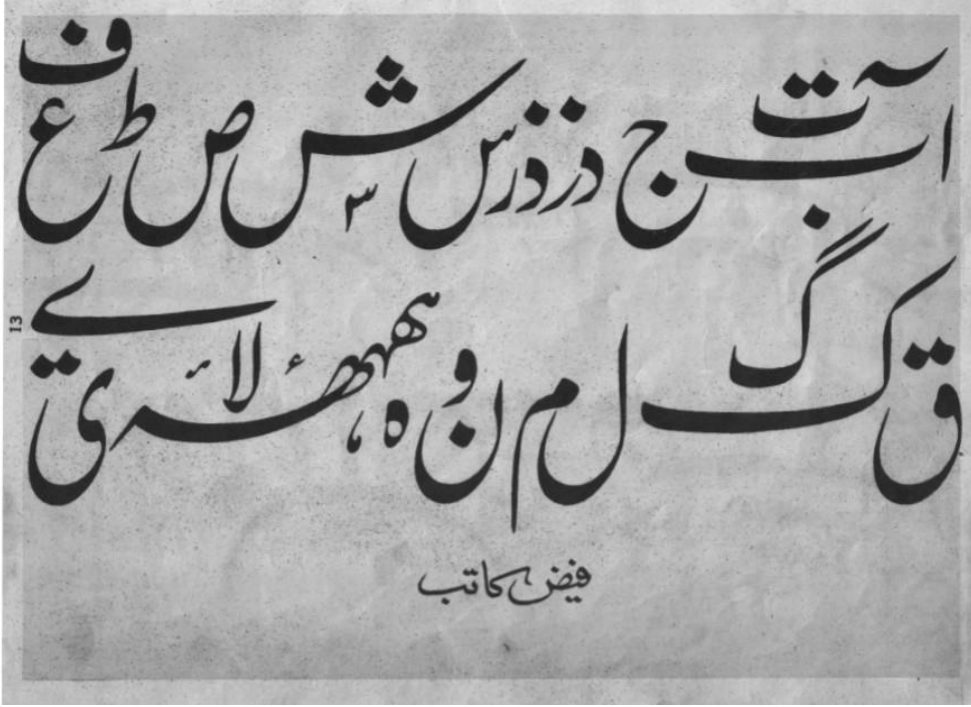 ا آ ب ت ج د ذ ر ز س ش ص ط ع ف
ق ک گ ل م ن و ہ ھ لا ء ی ے
فیض کاتب
13